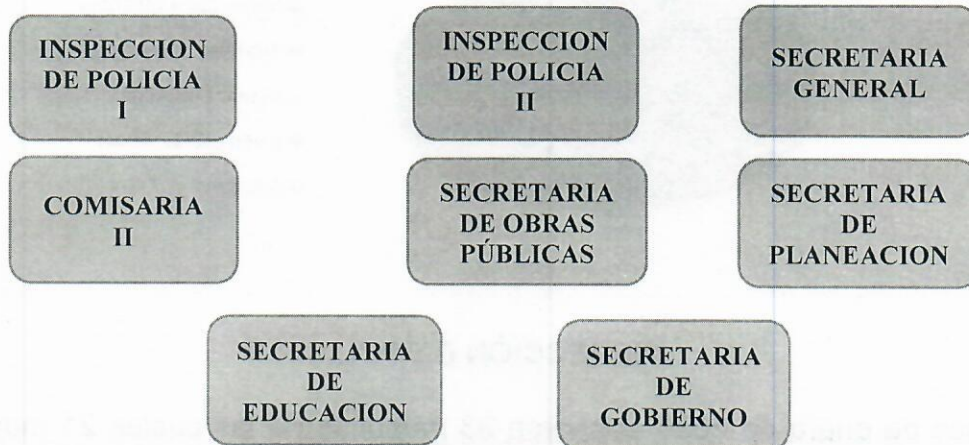 INSPECCION
DE POLICIA
I
INSPECCION
DE POLICIA
II
SECRETARIA
GENERAL
COMISARIA
II
SECRETARIA
DE OBRAS
PÚBLICAS
SECRETARIA
DE
PLANEACION
SECRETARIA
DE
EDUCACION
SECRETARIA
DE
GOBIERNO